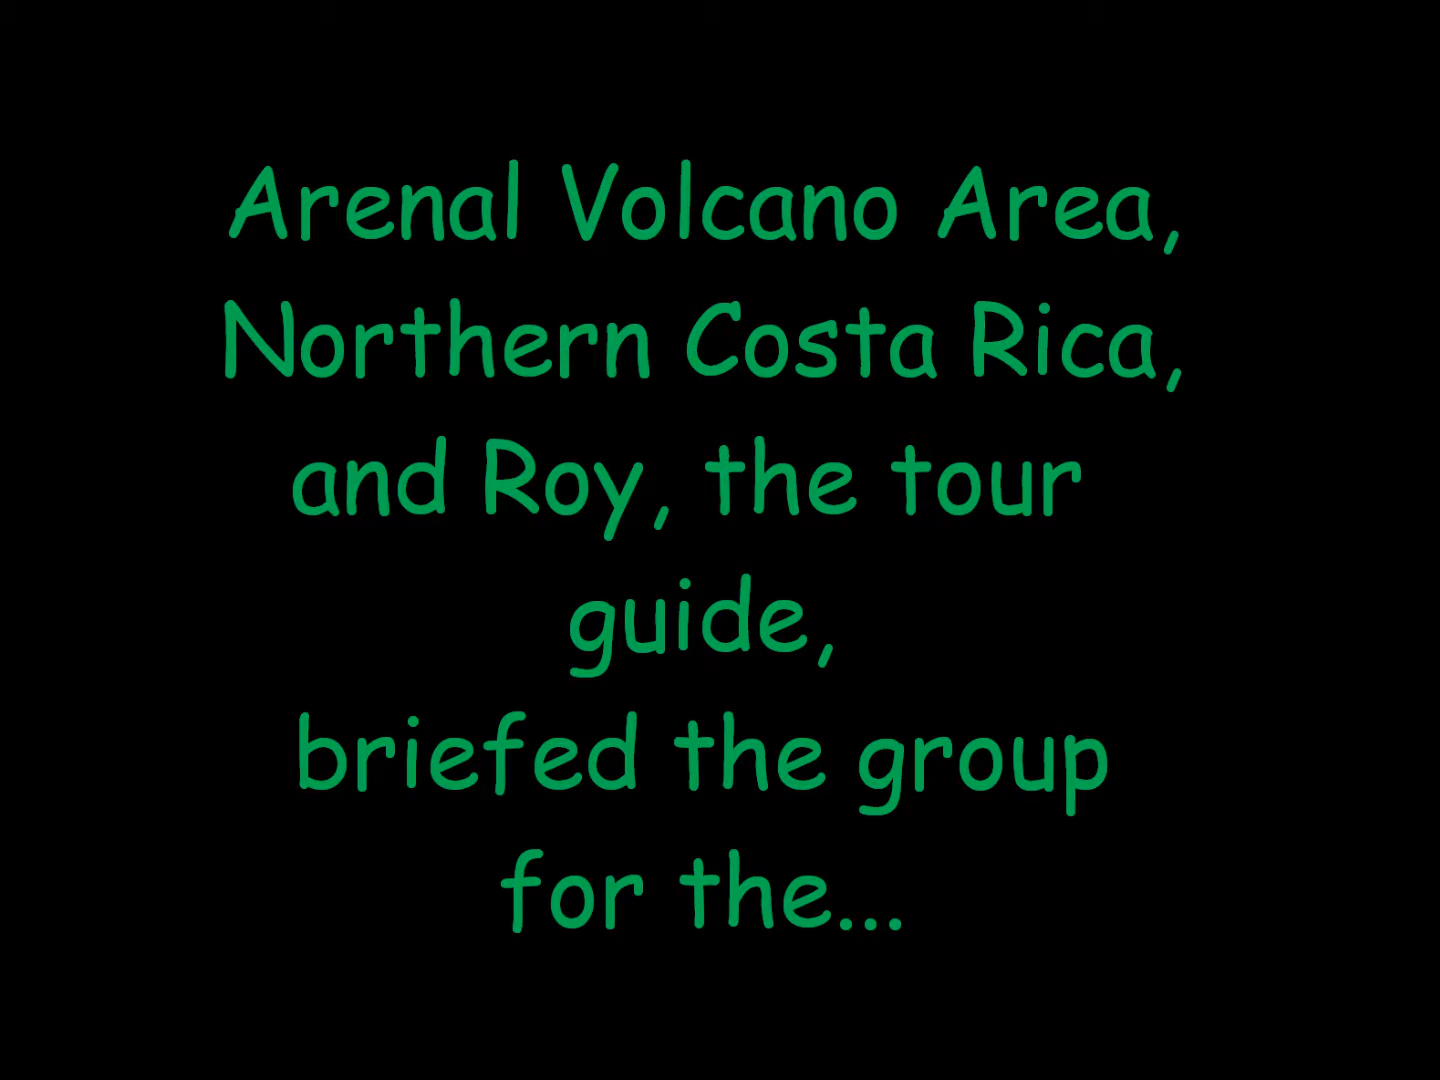 Arenal Volcano Area,
Northern Costa Rica,
and Roy, the tour
guide,
briefed the group
for the...